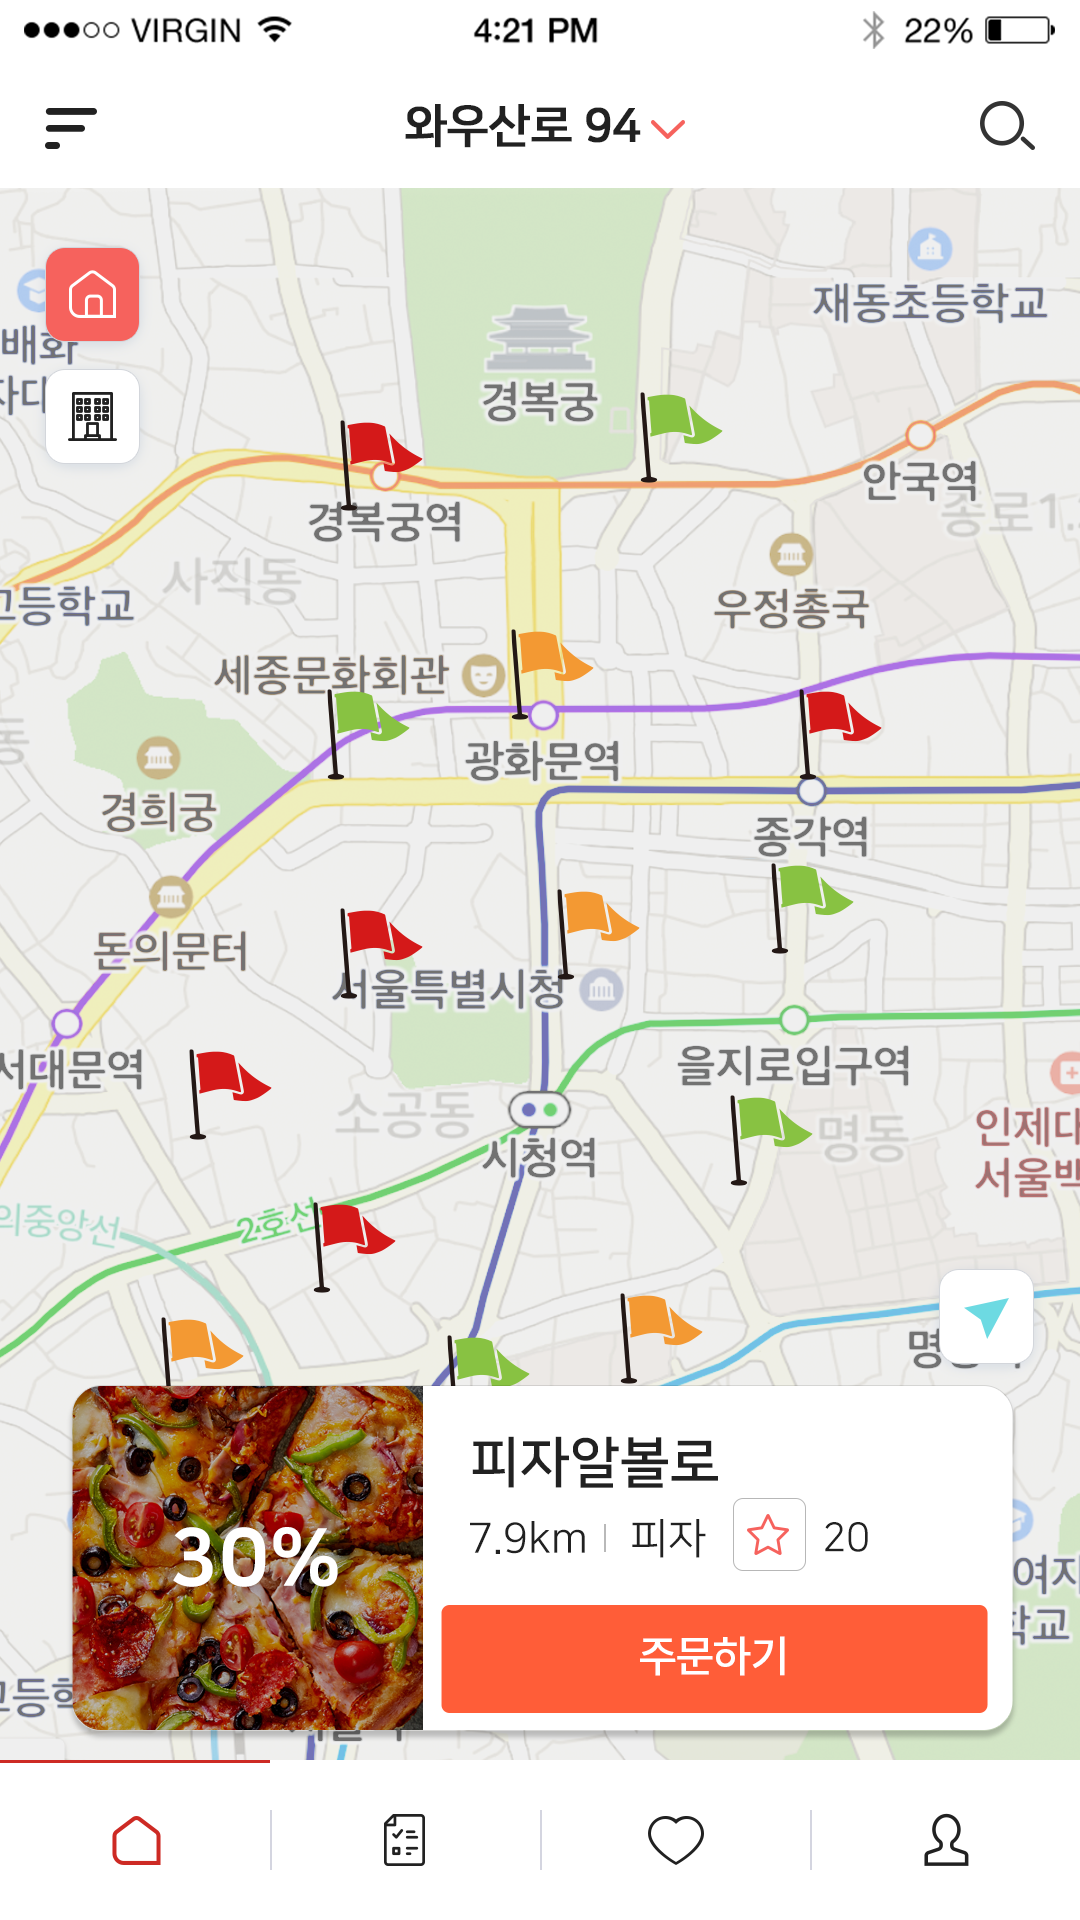 VIRGIN
4:21 PM
22%
와우산로 94
재동초등학교
배화
경복궁
안국역
종로1..
경복궁역
사직동
고등학교
우정총국
세종문화회관
광화문역
경희궁
종각역
돈의문터
서울특별시청
서대문역
을지로입구역
소공동
명동
인제대
서울백
시청역
의중앙선
2호선
피자알볼로
30%
7.9km
피자
20
여자
학교
고등학
주문하기